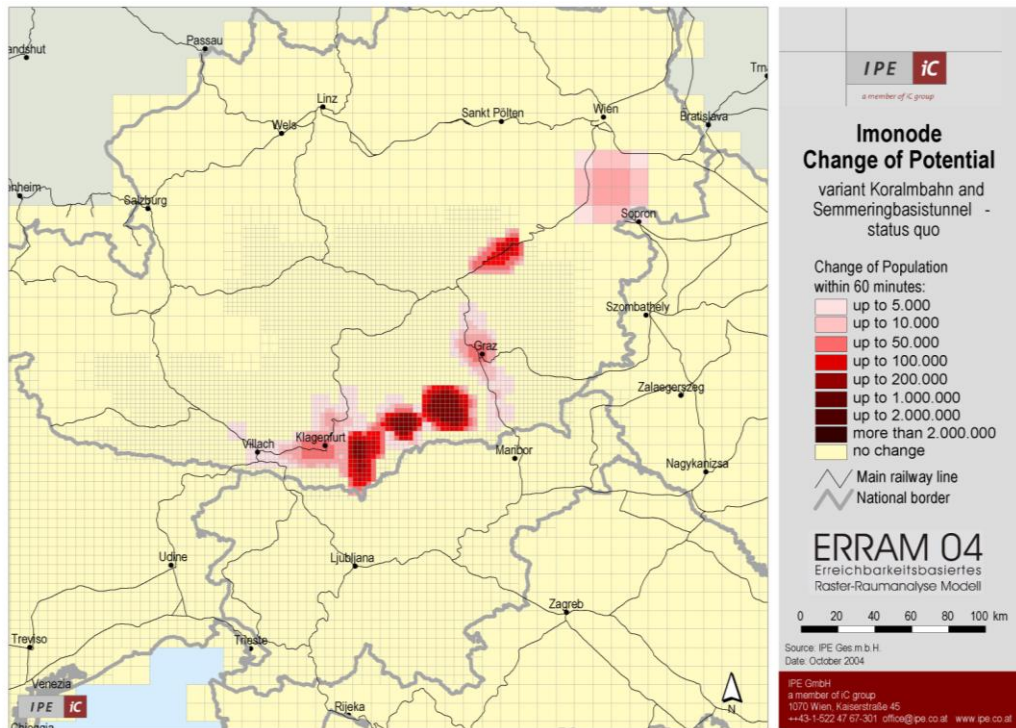 Passau
andshut
Linz
Wels
Sankt Pölten
Wien
Bratislava
Trna
enheim
Salzburg
Sopron
Szombathely
Graz
Zalaegerszeg
Klagenfurt
Villach
Maribor
Nagykanizsa
Udine
Ljubljana
Zagreb
Treviso
Trieste
Venezia
IPE iC
Chioggia
Rijeka
N
IPE iC
a member of iC group
Imonode
Change of Potential
variant Koralmbahn and
Semmeringbasistunnel -
status quo
Change of Population
within 60 minutes:
up to 5.000
up to 10.000
up to 50.000
up to 100.000
up to 200.000
up to 1.000.000
up to 2.000.000
more than 2.000.000
no change
Main railway line
National border
ERRAM 04
Erreichbarkeitsbasiertes
Raster-Raumanalyse Modell
0 20 40 60 80 100 km
Source: IPE Ges.m.b.H.
Date: October 2004
IPE GmbH
a member of iC group
1070 Wien, Kaiserstraße 45
++43-1-522 47 67-301 office@ipe.co.at www.ipe.co.at